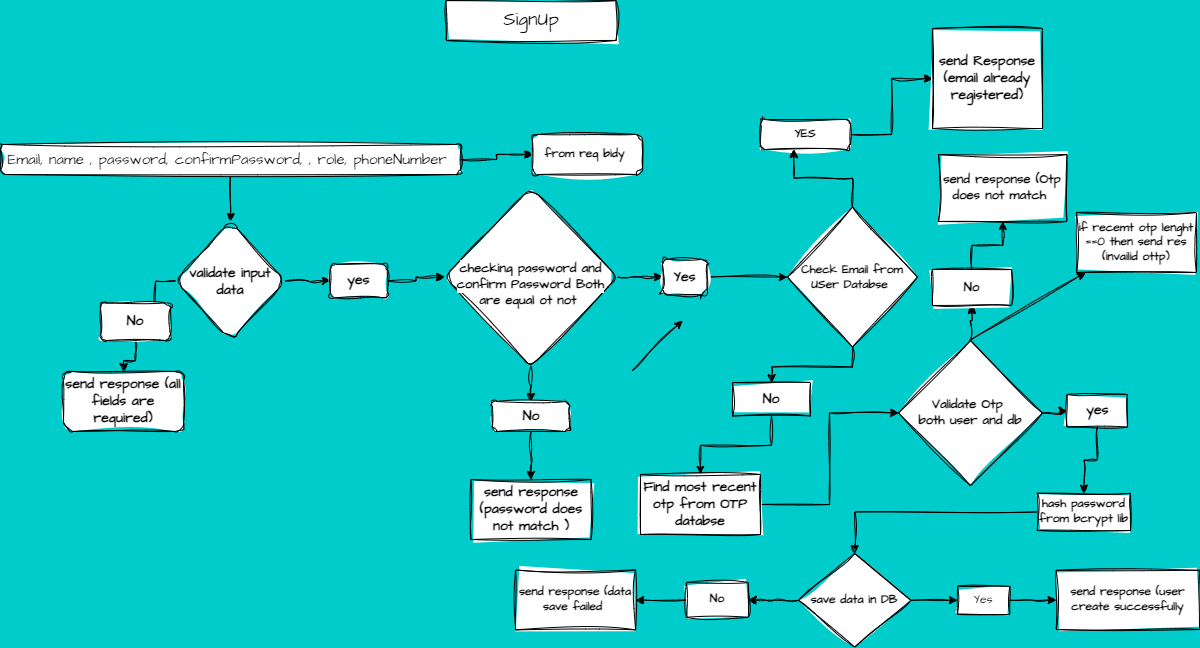 SignUp
send Response
(email already
registered)
YES
Email, name , password, confirmPassword, , role, phoneNumber
from req bidy
send response (Otp
does not match
if recemt otp lenght
==0 then send res
(invailid ottp)
validate input
data
yes
checking password and
confirm Password Both
are equal ot not
Yes
Check Email from
USer Databse
No
No
send response (all
fields are
required)
No
No
Validate Otp
both user and db
yes
send response
(password does
not match )
Find most recent
otp from OTP
databse
hash password
from bcrypt lib
send response (data
save failed
No
save data in DB
Yes
send response (user
create successfully